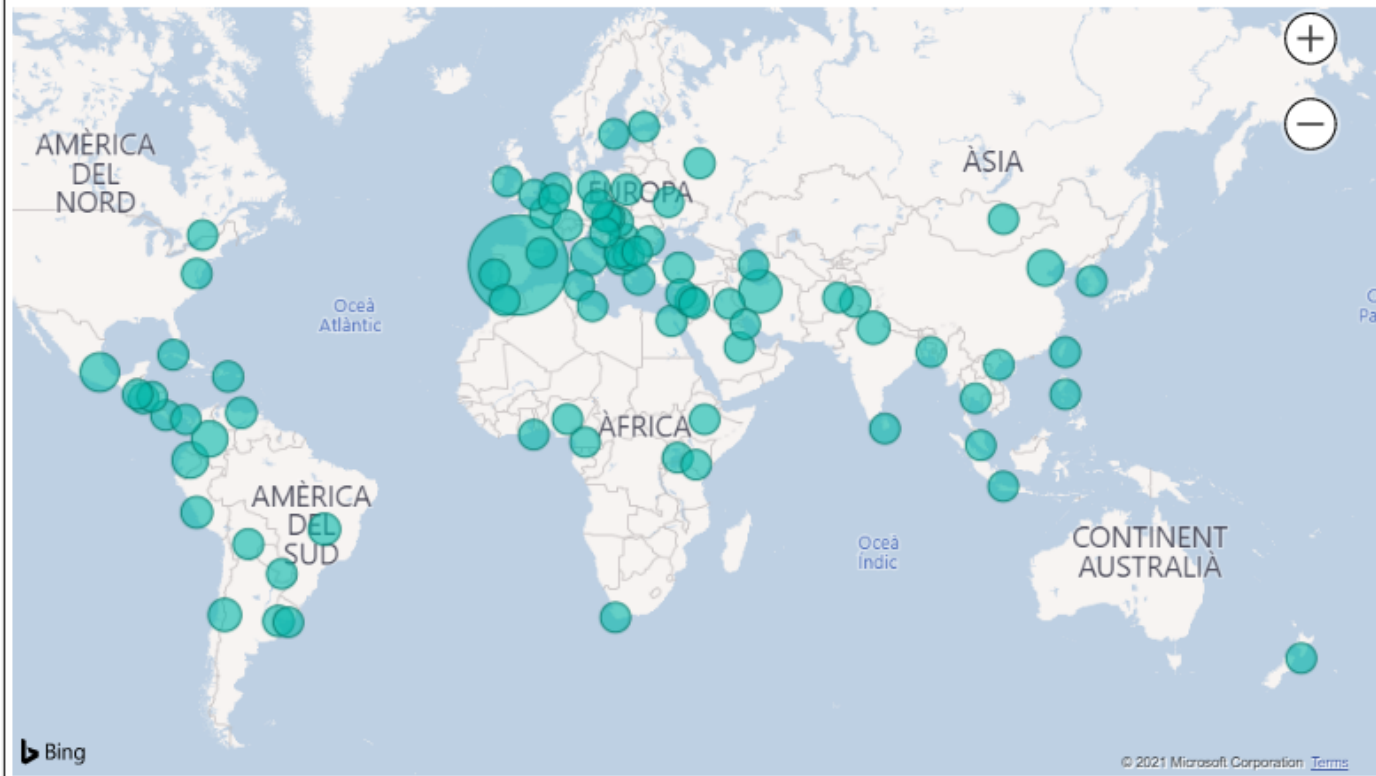 AMÈRICA
DEL
NORD
EUROPA
ÀSIA
Oceà
Atlàntic
ÀFRICA
AMÈRICA
DEL
SUD
Oceà
Índic
CONTINENT
AUSTRALIÀ
Bing
© 2021 Microsoft Corporation Terms